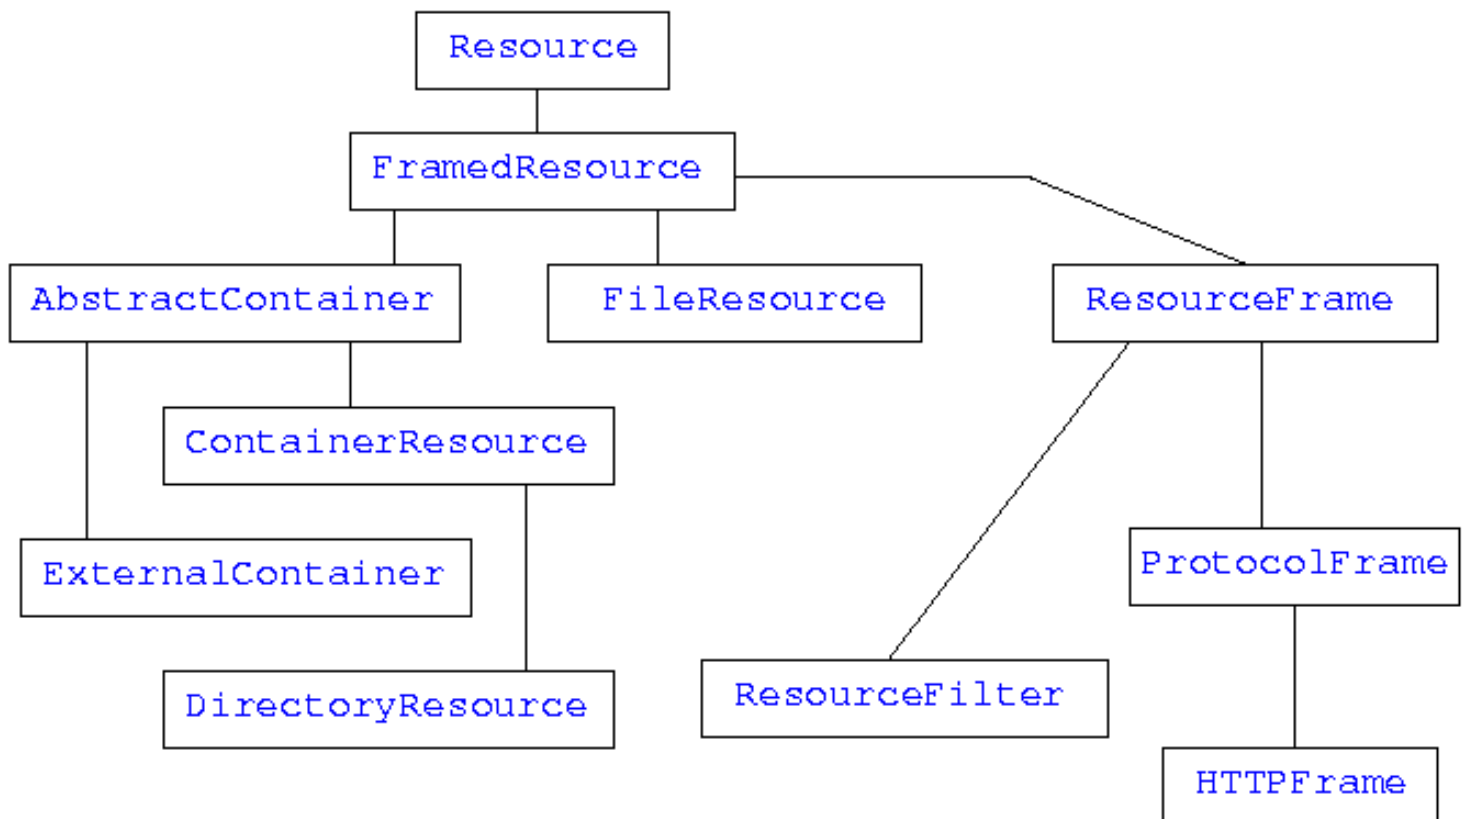 Resource
FramedResource
AbstractContainer
FileResource
ResourceFrame
ContainerResource
ExternalContainer
ProtocolFrame
DirectoryResource
ResourceFilter
HTTPFrame